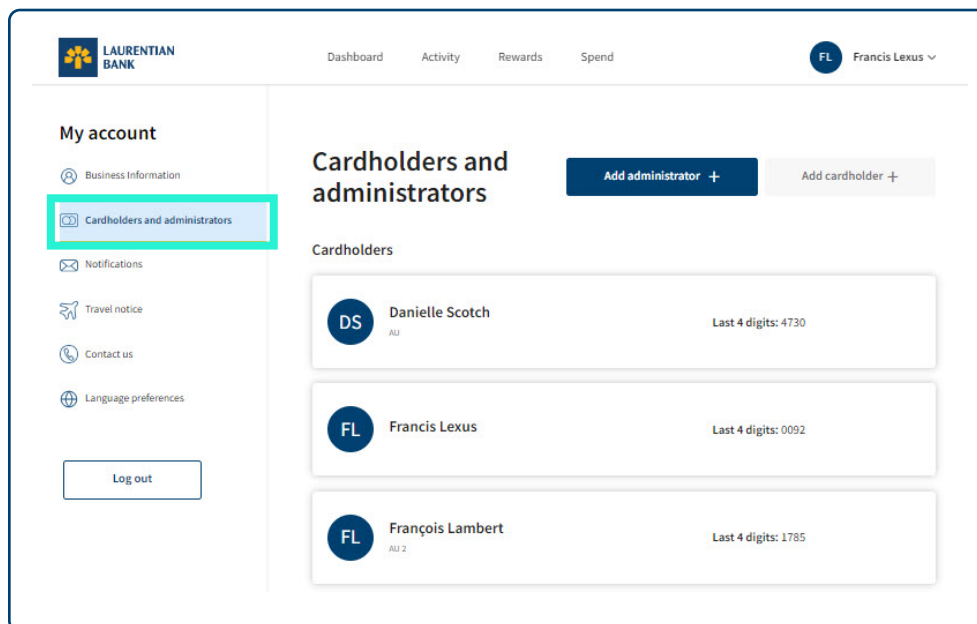 LAURENTIAN
BANK
Dashboard Activity Rewards Spend
FL Francis Lexus
My account
Business Information
Cardholders and administrators
Notifications
Travel notice
Contact us
Language preferences
Log out
Cardholders and
administrators
Add administrator +
Add cardholder +
Cardholders
DS
Danielle Scotch
AU
Last 4 digits: 4730
FL
Francis Lexus
Last 4 digits: 0092
FL
François Lambert
AU 2
Last 4 digits: 1785